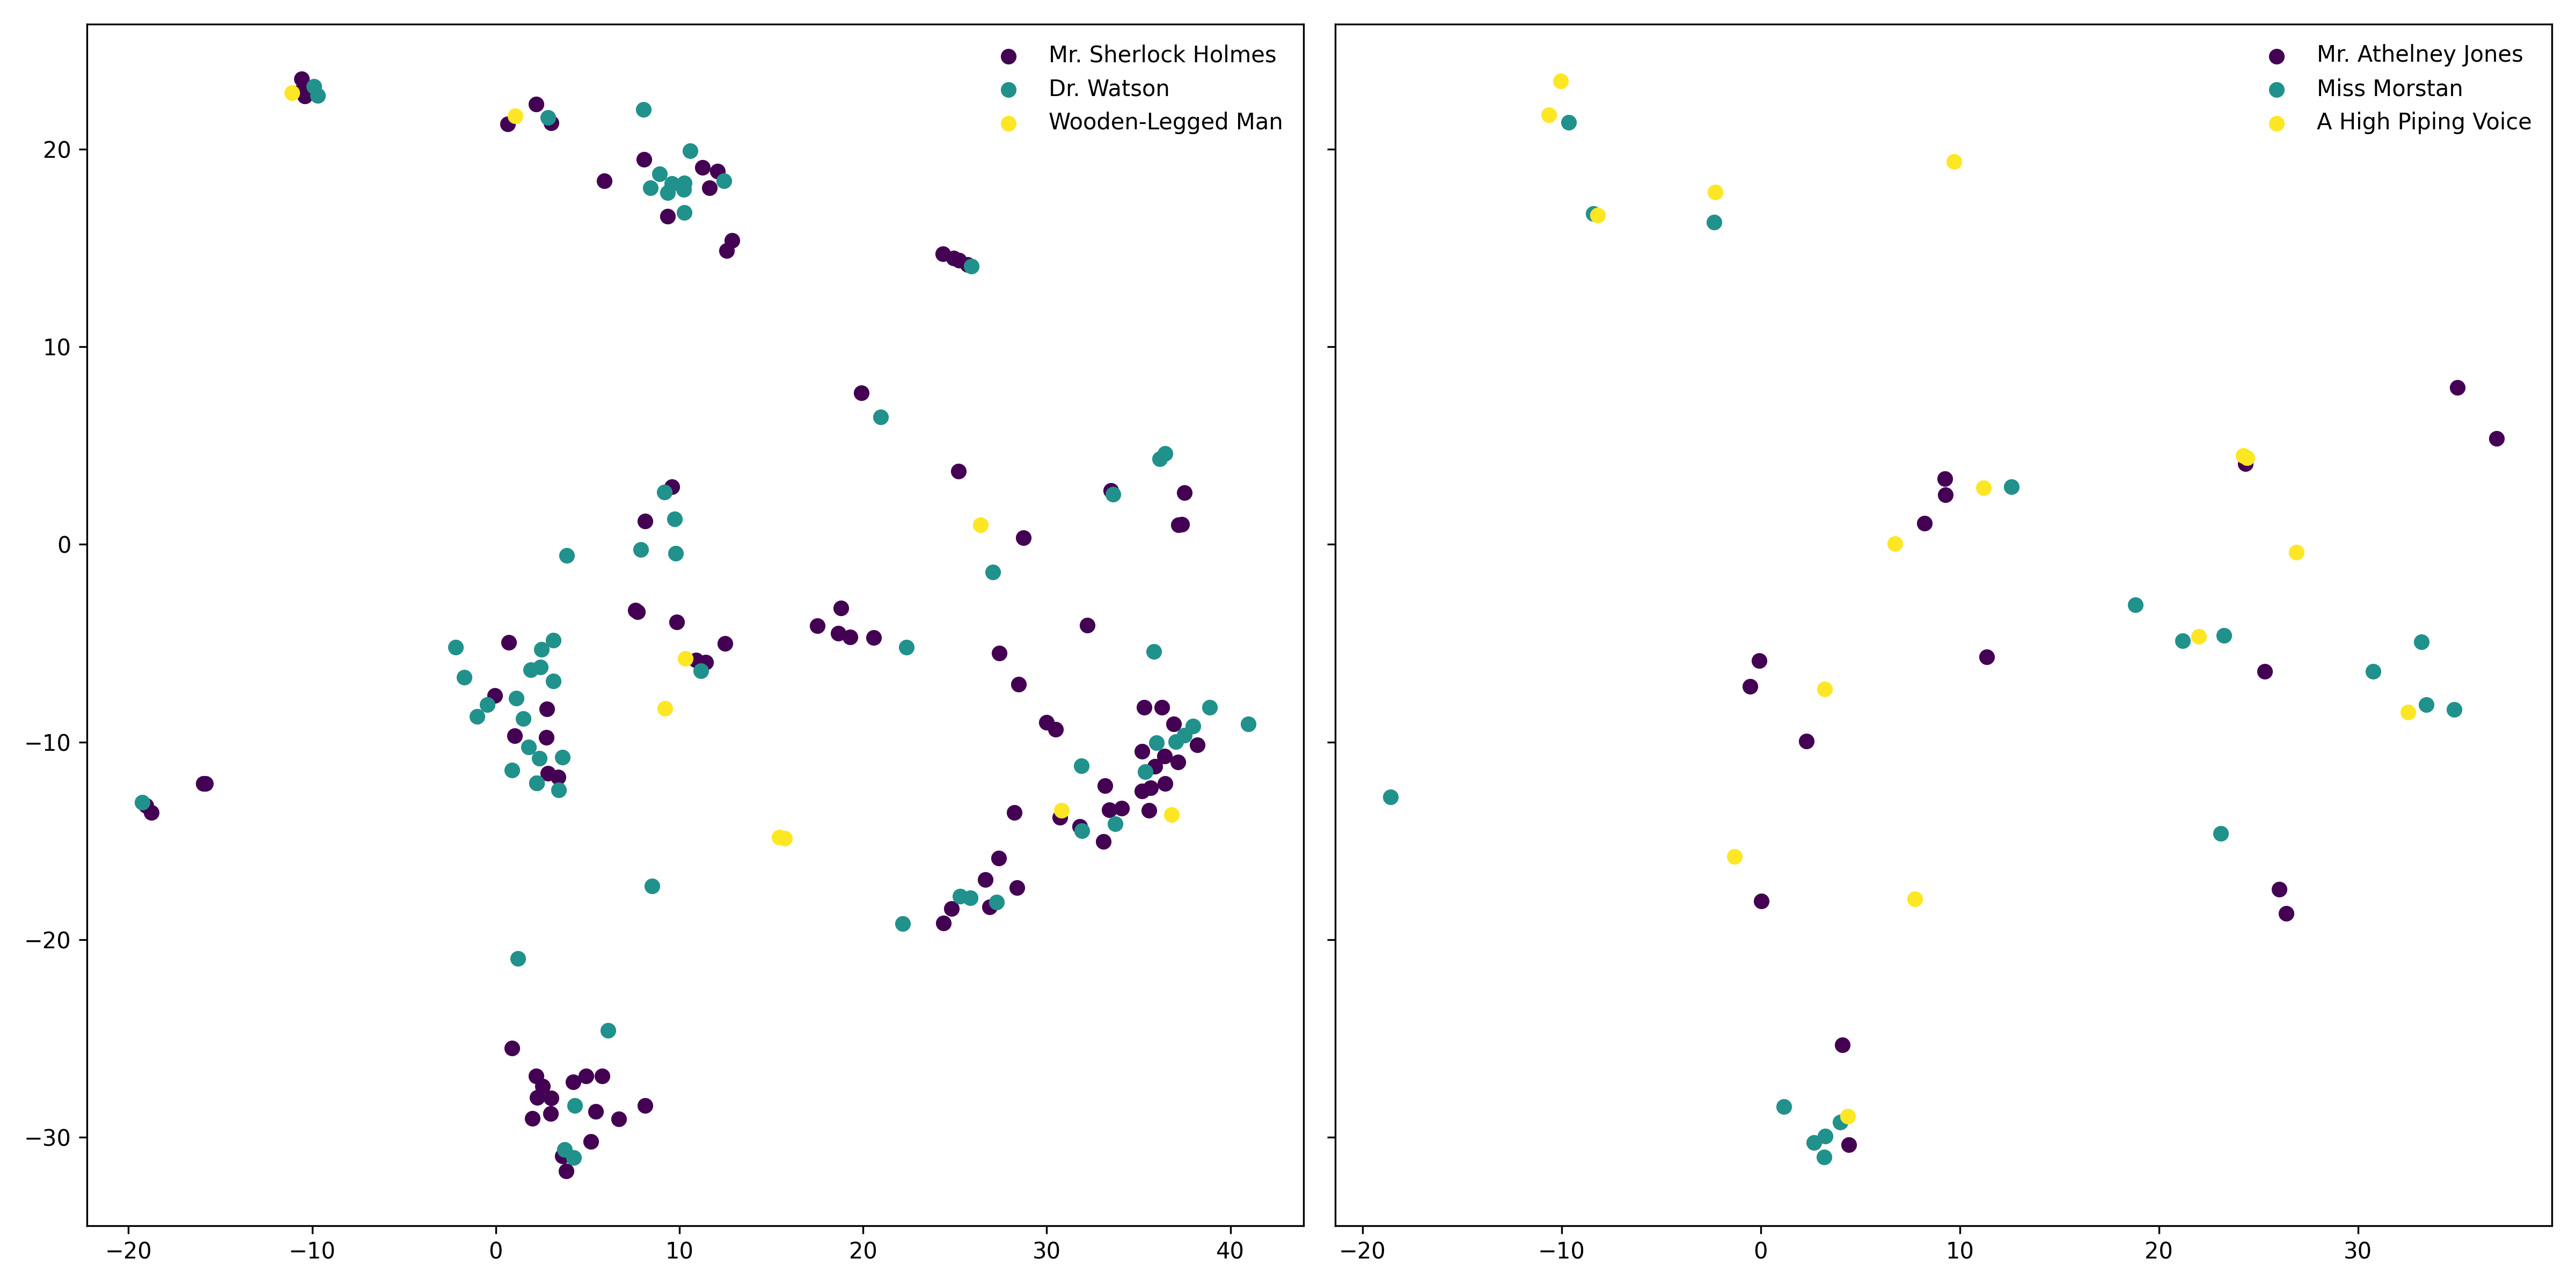 Mr. Sherlock Holmes
Dr. Watson
Wooden-Legged Man
Mr. Athelney Jones
Miss Morstan
A High Piping Voice
20
10
0
−10
−20
−30
−20 −10 0 10 20 30 40
−20 −10 0 10 20 30